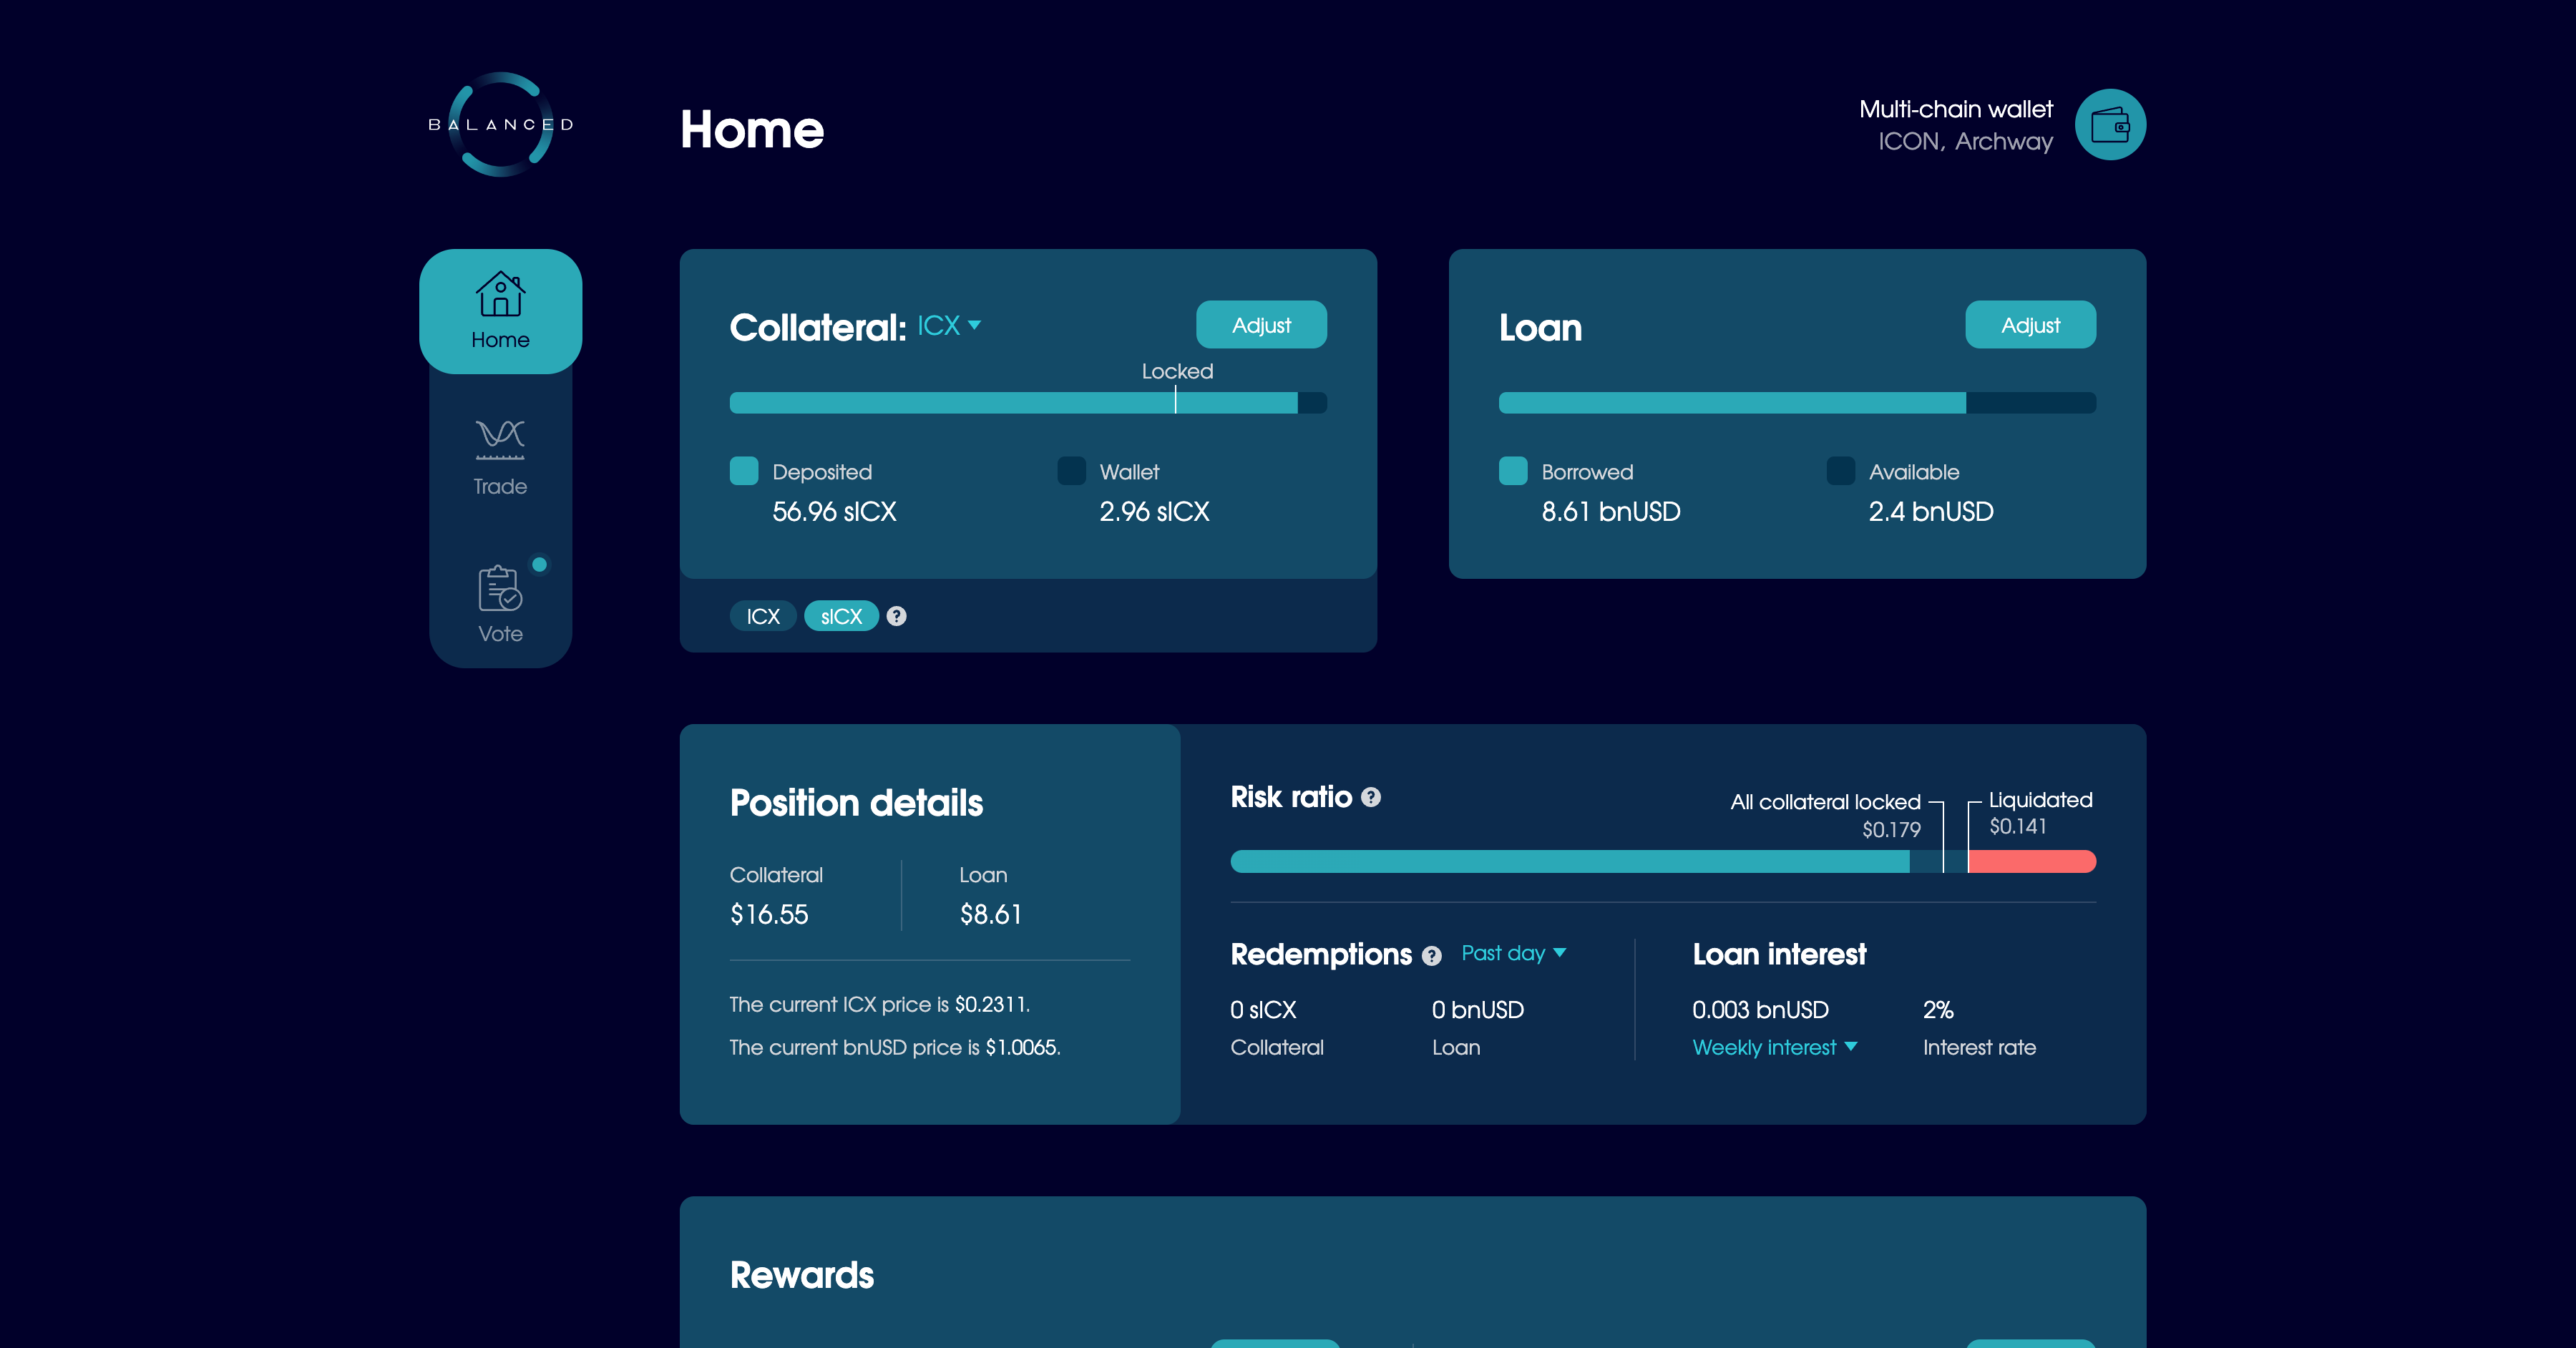 BALANCED
Home
Multi-chain wallet
ICON, Archway
Home
Trade
Vote
Collateral: ICX
Adjust
Locked
Deposited
56.96 sICX
Wallet
2.96 sICX
ICX
sICX
?
Loan
Adjust
Borrowed
8.61 bnUSD
Available
2.4 bnUSD
Position details
Collateral
$16.55
Loan
$8.61
The current ICX price is $0.2311.
The current bnUSD price is $1.0065.
Risk ratio ?
All collateral locked
$0.179
Liquidated
$0.141
Redemptions ? Past day
0 sICX
Collateral
0 bnUSD
Loan
Loan interest
0.003 bnUSD
Weekly interest
2%
Interest rate
Rewards